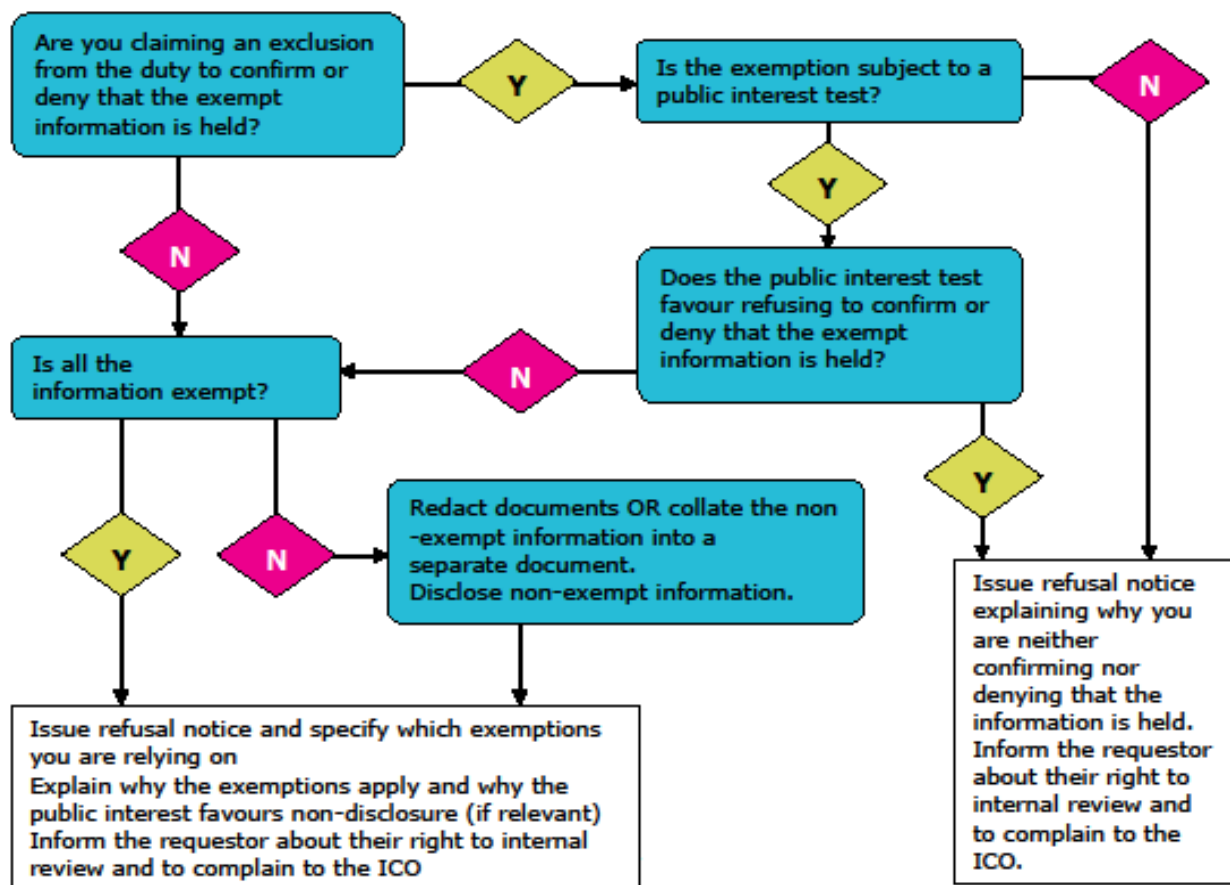 Are you claiming an exclusion
from the duty to confirm or
deny that the exempt
information is held?
Y
Is the exemption subject to a
public interest test?
N
Y
N
Does the public interest test
favour refusing to confirm or
deny that the exempt
information is held?
Is all the
information exempt?
N
Y
Y
N
Redact documents OR collate the non
-exempt information into a
separate document.
Disclose non-exempt information.
Issue refusal notice
explaining why you
are neither
confirming nor
denying that the
information is held.
Inform the requestor
about their right to
internal review and
to complain to the
ICO.
Issue refusal notice and specify which exemptions
you are relying on
Explain why the exemptions apply and why the
public interest favours non-disclosure (if relevant)
Inform the requestor about their right to internal
review and to complain to the ICO